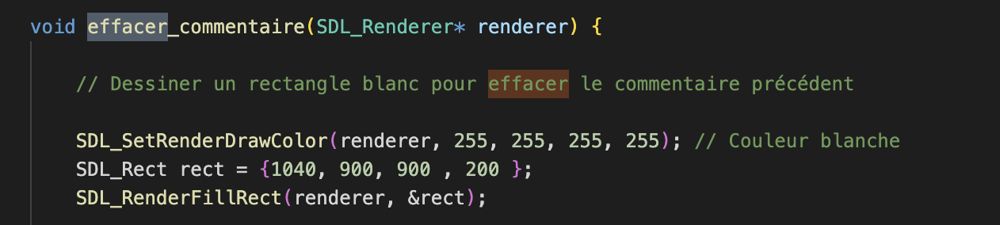 void effacer_commentaire(SDL_Renderer* renderer) {
// Dessiner un rectangle blanc pour effacer le commentaire précédent
SDL_SetRenderDrawColor(renderer, 255, 255, 255, 255); // Couleur blanche
SDL_Rect rect = {1040, 900, 900 , 200 };
SDL_RenderFillRect(renderer, &rect);